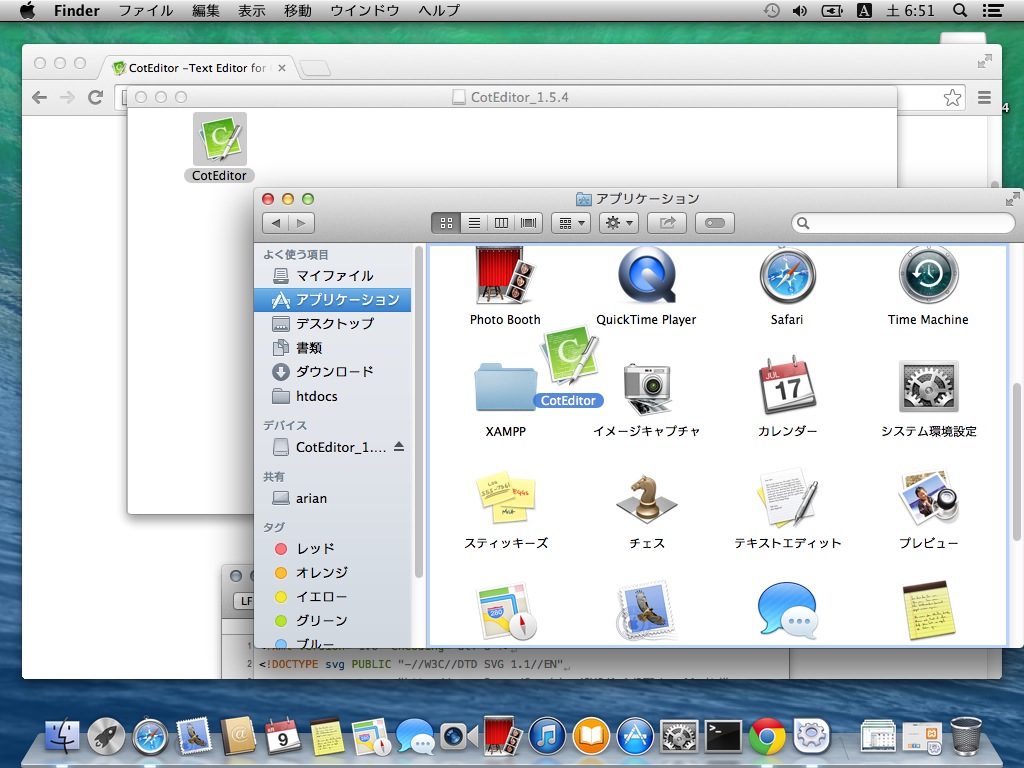 Finder ファイル 編集 表示 移動 ウインドウ ヘルプ A 土 6:51
CotEditor –Text Editor for
CotEditor_1.5.4
CotEditor
アプリケーション
よく使う項目
マイファイル
アプリケーション
デスクトップ
書類
ダウンロード
htdocs
デバイス
CotEditor_1....
共有
arian
タグ
レッド
オレンジ
イエロー
グリーン
ブルー
Photo Booth QuickTime Player Safari Time Machine
CotEditor
JUL 17
XAMPP イメージキャプチャ カレンダー システム環境設定
スティッキーズ チェス テキストエディット プレビュー
280
4
LF
1
2 <!DOCTYPE svg PUBLIC "-//W3C//DTD SVG 1.1//EN"
9